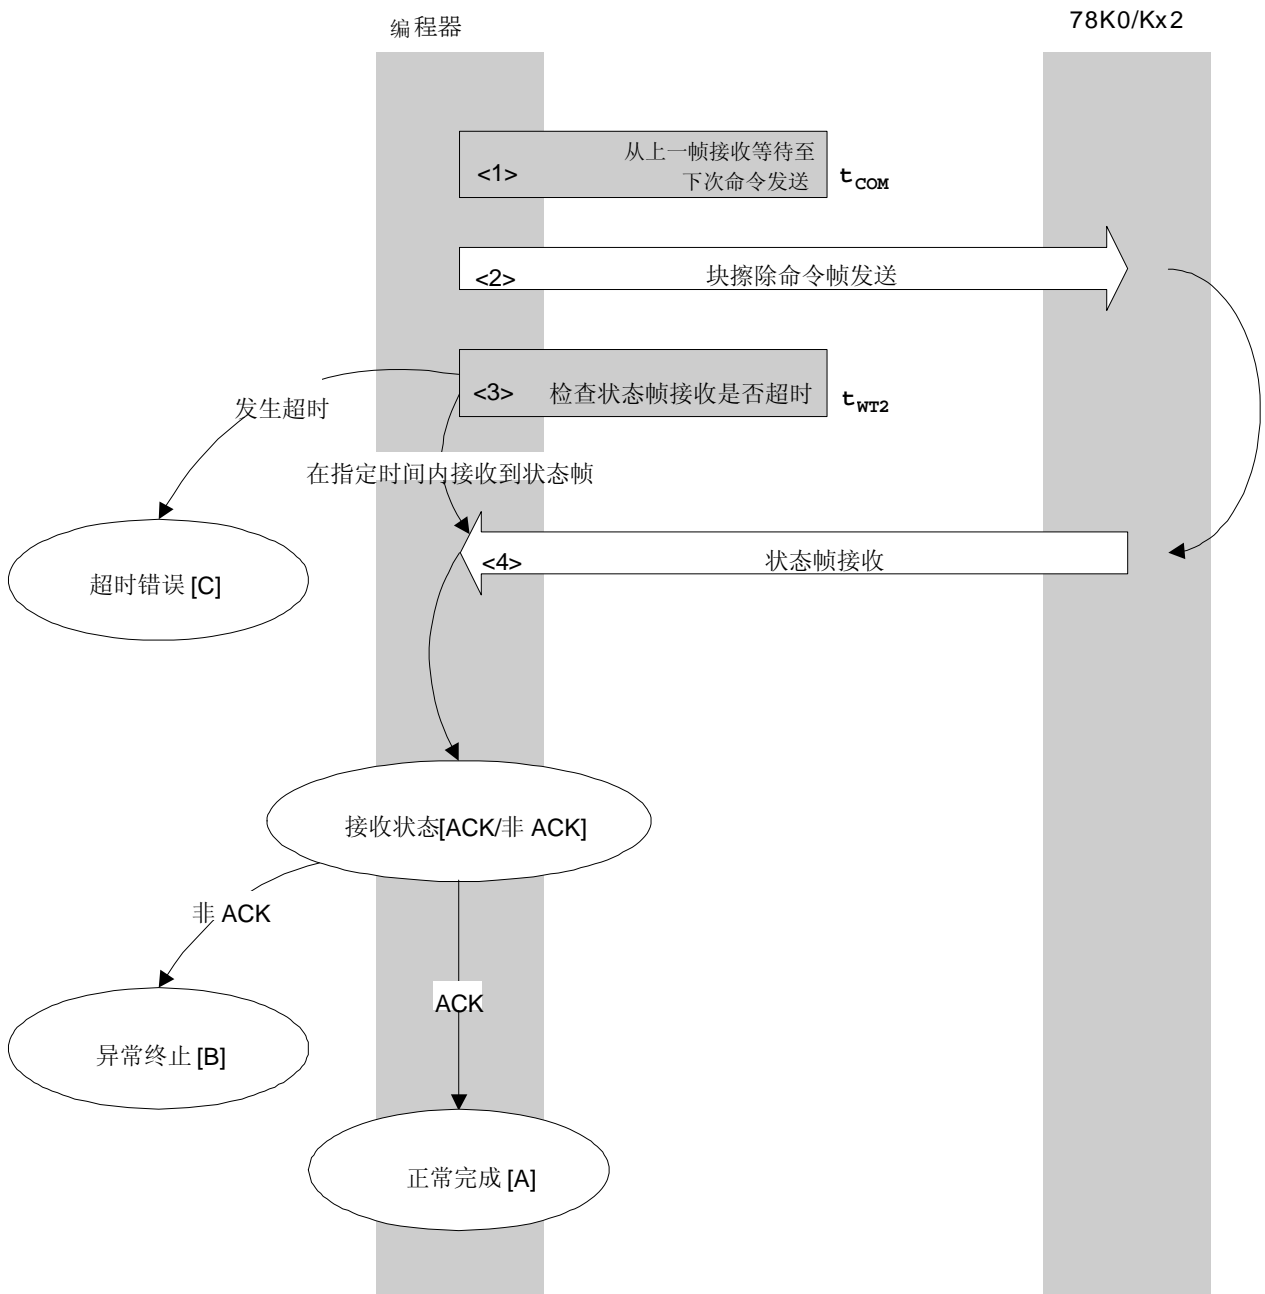 编程器
78K0/Kx2
<1> 从上一帧接收等待至
下次命令发送
tCOM
<2> 块擦除命令帧发送
<3> 检查状态帧接收是否超时
tWT2
发生超时
在指定时间内接收到状态帧
<4> 状态帧接收
超时错误 [C]
接收状态[ACK/非 ACK]
非 ACK
ACK
异常终止 [B]
正常完成 [A]